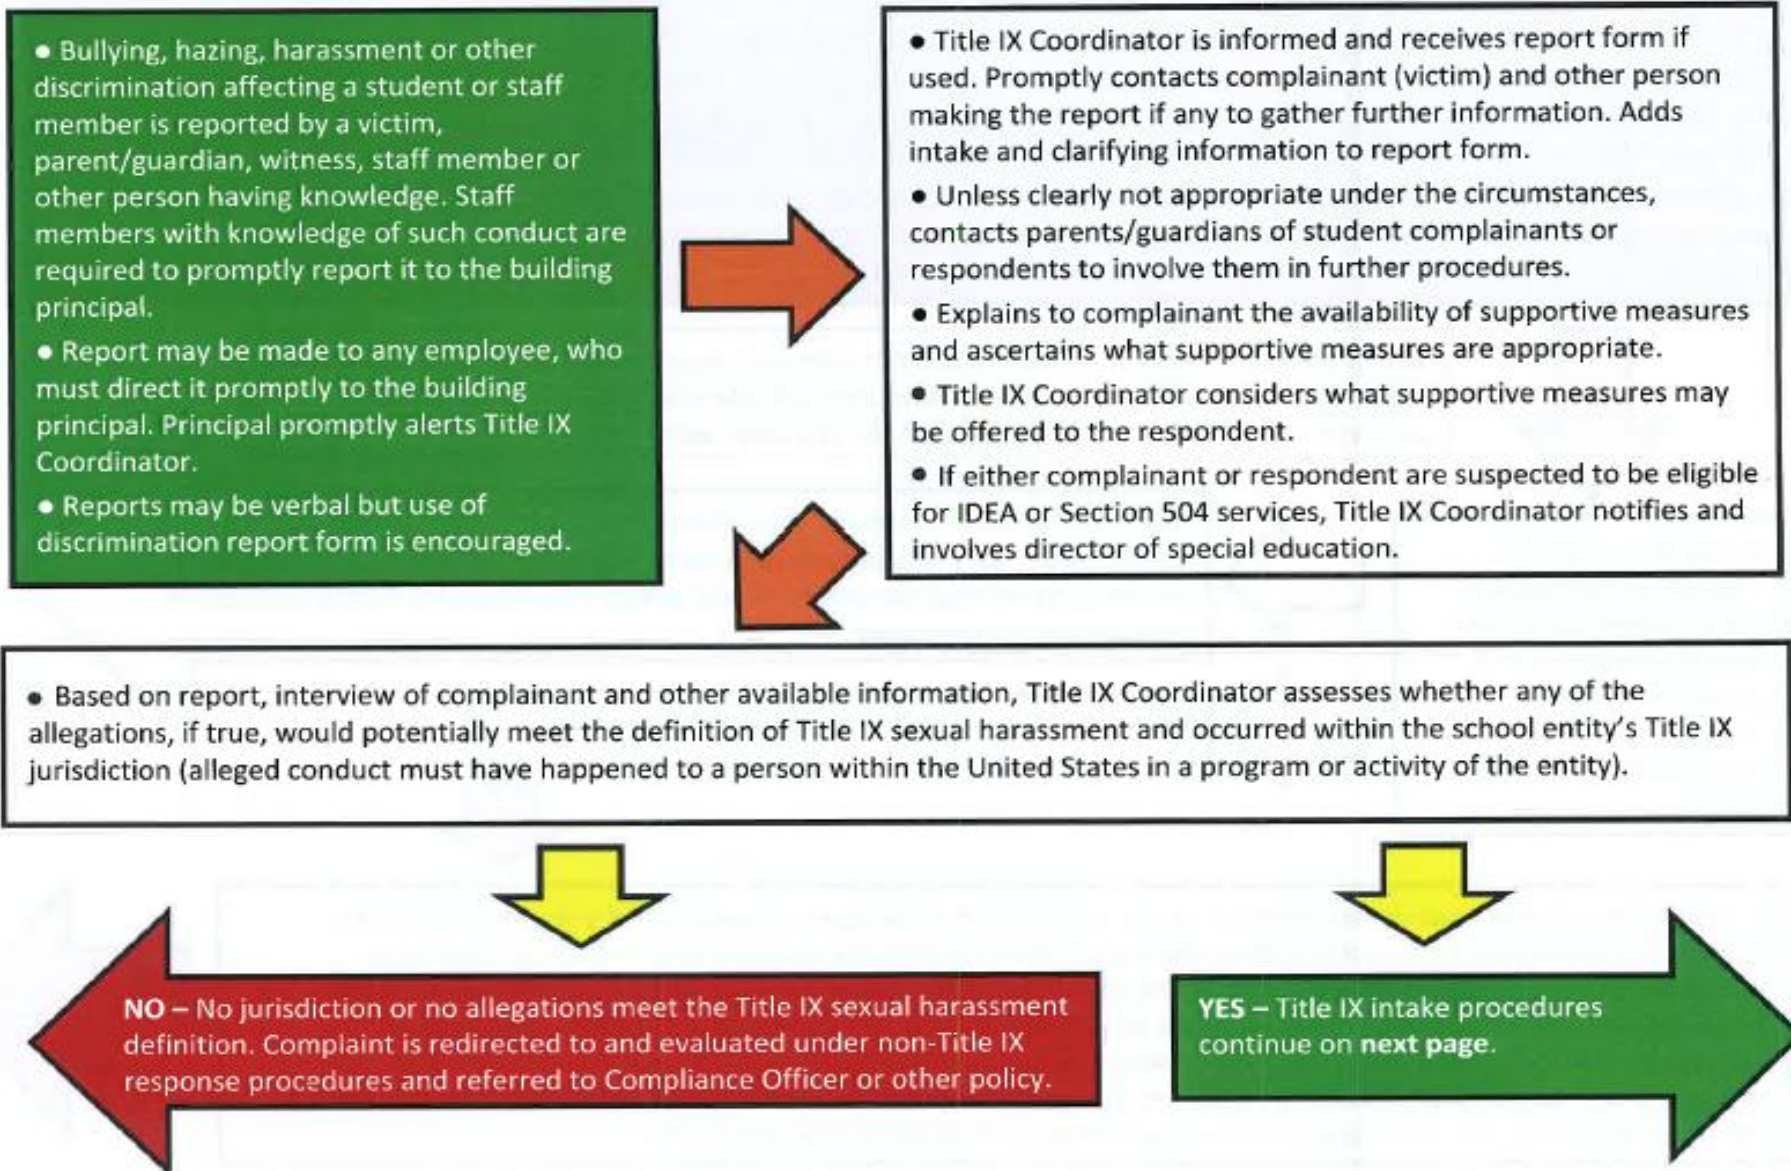 ● Bullying, hazing, harassment or other
discrimination affecting a student or staff
member is reported by a victim,
parent/guardian, witness, staff member or
other person having knowledge. Staff
members with knowledge of such conduct are
required to promptly report it to the building
principal.
● Report may be made to any employee, who
must direct it promptly to the building
principal. Principal promptly alerts Title IX
Coordinator.
● Reports may be verbal but use of
discrimination report form is encouraged.
● Title IX Coordinator is informed and receives report form if
used. Promptly contacts complainant (victim) and other person
making the report if any to gather further information. Adds
intake and clarifying information to report form.
● Unless clearly not appropriate under the circumstances,
contacts parents/guardians of student complainants or
respondents to involve them in further procedures.
● Explains to complainant the availability of supportive measures
and ascertains what supportive measures are appropriate.
● Title IX Coordinator considers what supportive measures may
be offered to the respondent.
● If either complainant or respondent are suspected to be eligible
for IDEA or Section 504 services, Title IX Coordinator notifies and
involves director of special education.
● Based on report, interview of complainant and other available information, Title IX Coordinator assesses whether any of the
allegations, if true, would potentially meet the definition of Title IX sexual harassment and occurred within the school entity's Title IX
jurisdiction (alleged conduct must have happened to a person within the United States in a program or activity of the entity).
NO – No jurisdiction or no allegations meet the Title IX sexual harassment
definition. Complaint is redirected to and evaluated under non-Title IX
response procedures and referred to Compliance Officer or other policy.
YES – Title IX intake procedures
continue on next page.